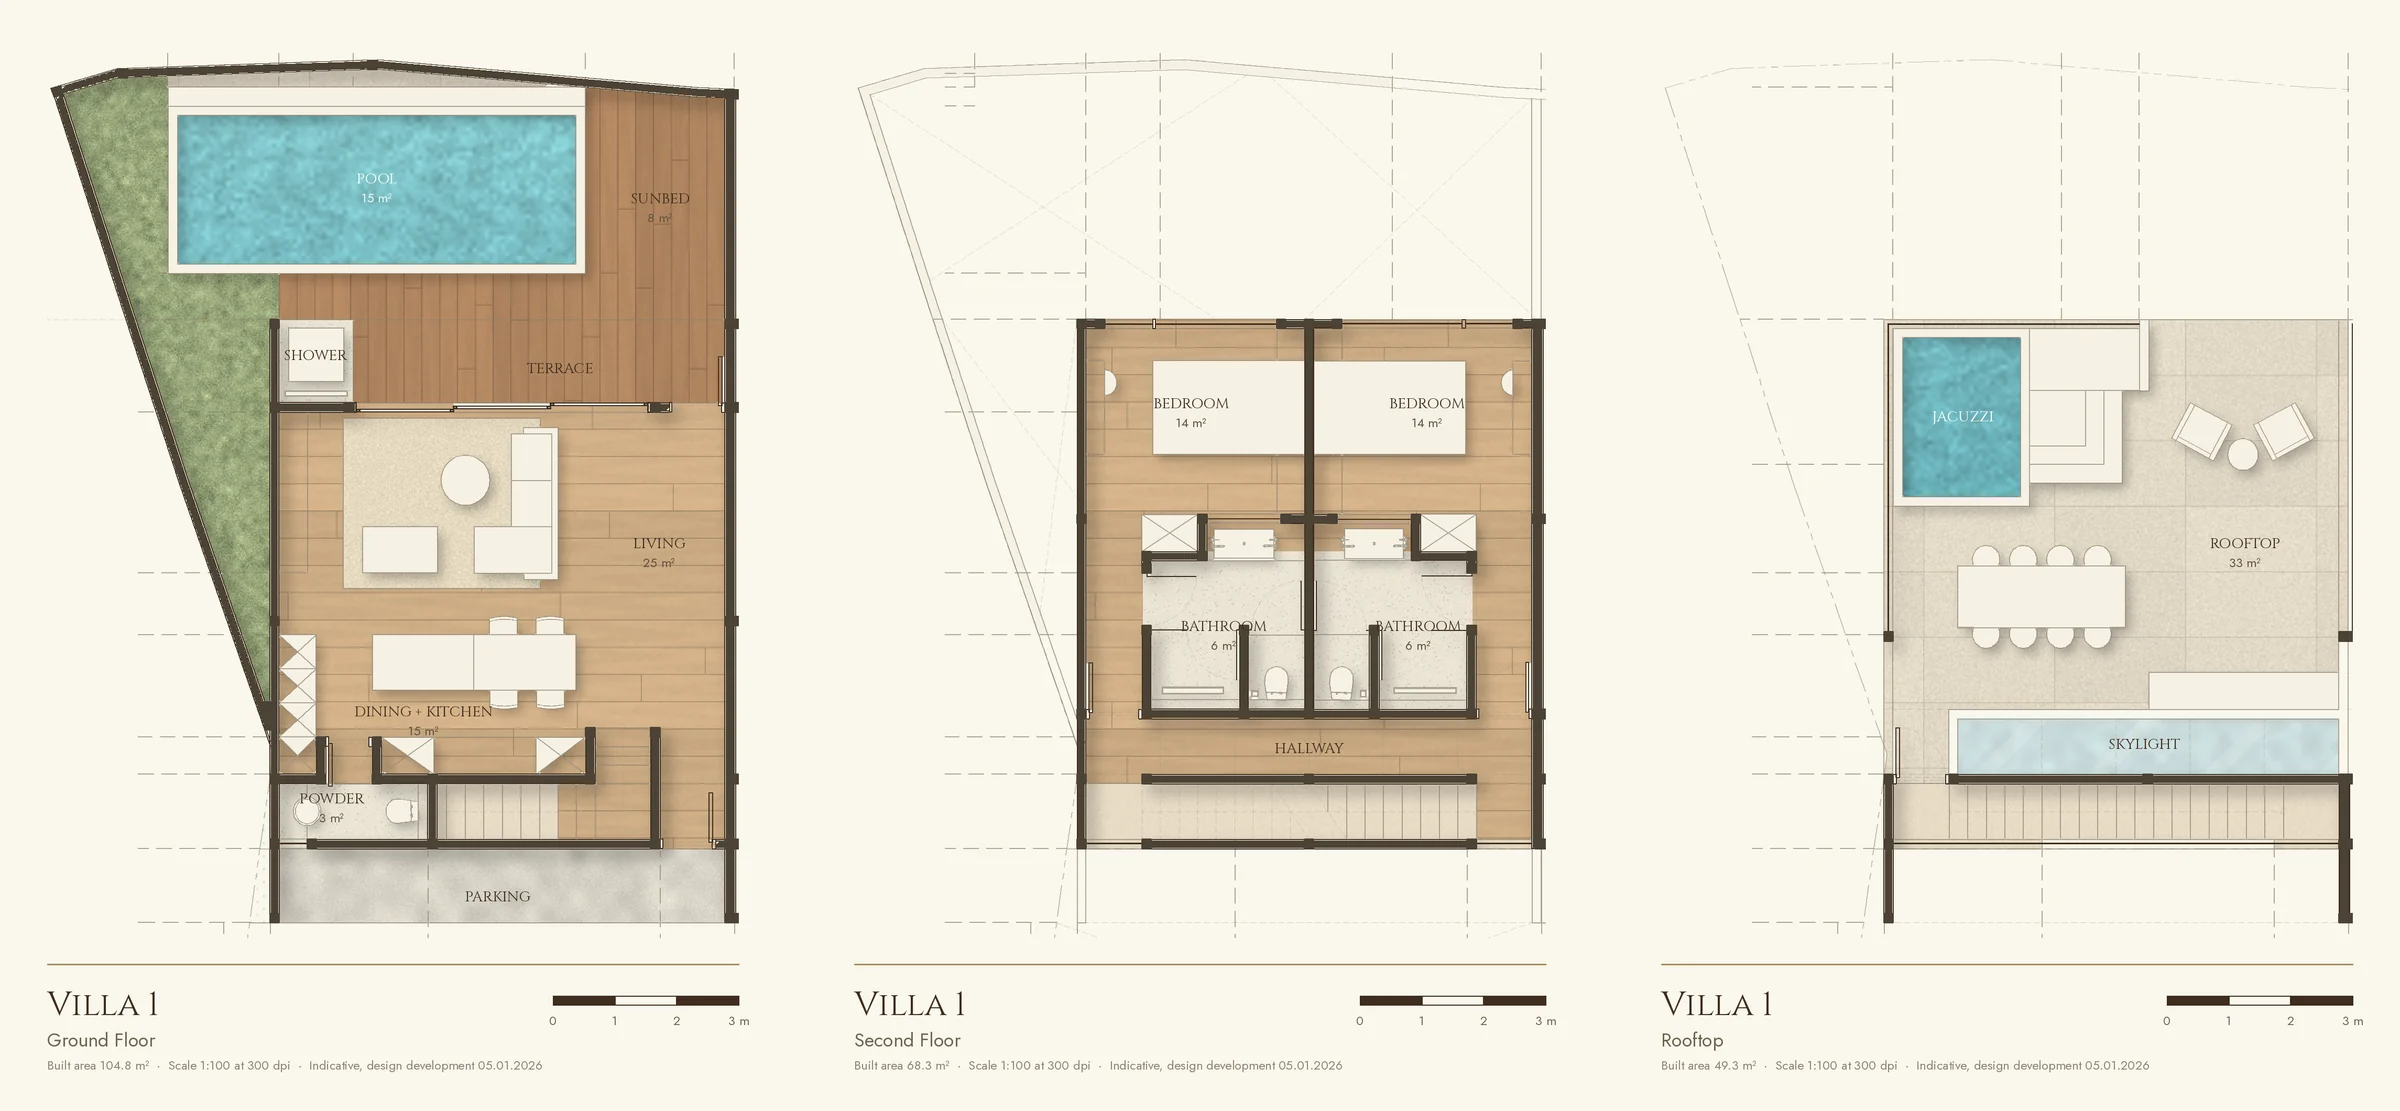 POOL
15 m²
SUNBED
8 m²
SHOWER
TERRACE
LIVING
25 m²
DINING + KITCHEN
15 m²
POWDER
3 m²
PARKING
VILLA 1
Ground Floor
Built area 104.8 m² · Scale 1:100 at 300 dpi · Indicative, design development 05.01.2026
0 1 2 3 m
BEDROOM
14 m²
BEDROOM
14 m²
BATHROOM
6 m²
BATHROOM
6 m²
HALLWAY
VILLA 1
Second Floor
Built area 68.3 m² · Scale 1:100 at 300 dpi · Indicative, design development 05.01.2026
0 1 2 3 m
JACUZZI
ROOFTOP
33 m²
SKYLIGHT
VILLA 1
Rooftop
Built area 49.3 m² · Scale 1:100 at 300 dpi · Indicative, design development 05.01.2026
0 1 2 3 m